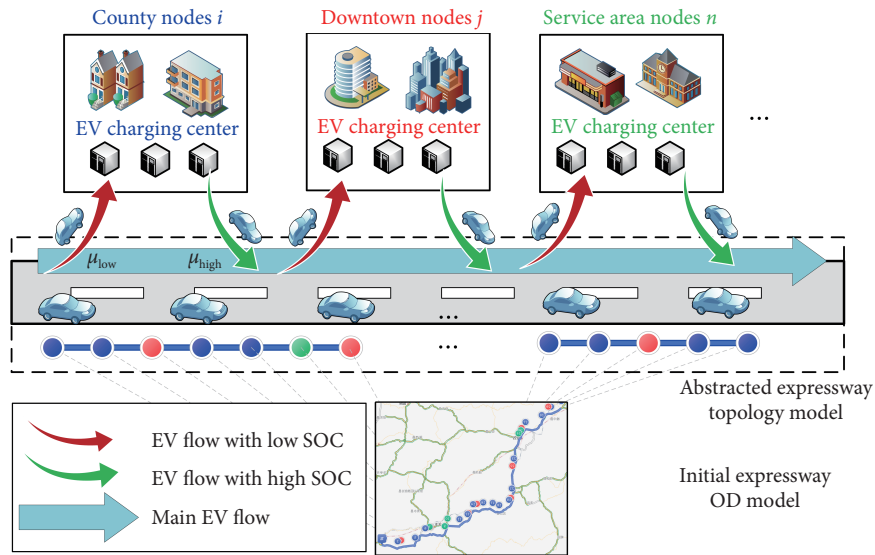 County nodes i
Downtown nodes j
Service area nodes n
EV charging center
EV charging center
EV charging center
...
μlow
μhigh
...
...
Abstracted expressway
topology model
EV flow with low SOC
EV flow with high SOC
Main EV flow
Initial expressway
OD model